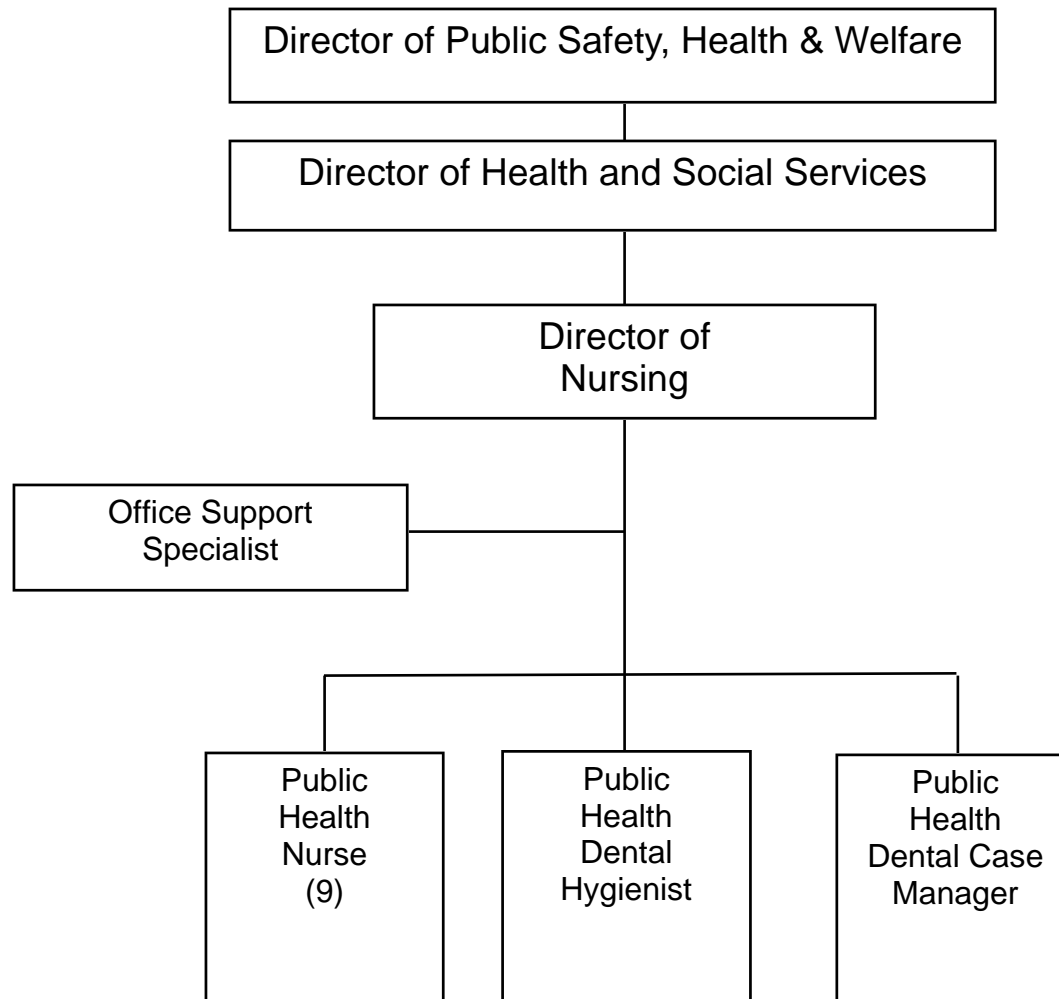 Director of Public Safety, Health & Welfare
Director of Health and Social Services
Director of
Nursing
Office Support
Specialist
Public
Health
Nurse
(9)
Public
Health
Dental
Hygienist
Public
Health
Dental Case
Manager